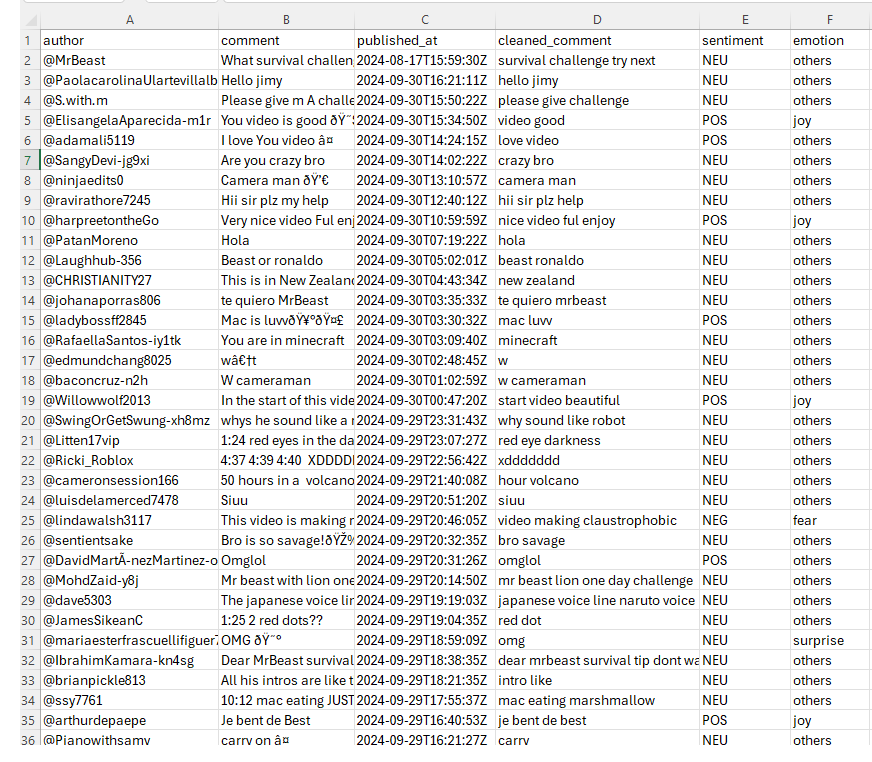 A B C D E F
1 author comment published_at cleaned_comment sentiment emotion
2 @MrBeast What survival challen 2024-08-17T15:59:30Z survival challenge try next NEU others
3 @PaolacarolinaUlartevillalb Hello jimy 2024-09-30T16:21:11Z hello jimy NEU others
4 @S.with.m Please give m A challe 2024-09-30T15:50:22Z please give challenge NEU others
5 @ElisangelaAparecida-m1r You video is good ðŸ˜ 2024-09-30T15:34:50Z video good POS joy
6 @adamali5119 I love You video â¤ 2024-09-30T14:24:15Z love video POS others
7 @SangyDevi-jg9xi Are you crazy bro 2024-09-30T14:02:22Z crazy bro NEU others
8 @ninjaedits0 Camera man ðŸ’€ 2024-09-30T13:10:57Z camera man NEU others
9 @ravirathore7245 Hii sir plz my help 2024-09-30T12:40:12Z hii sir plz help NEU others
10 @harpreetontheGo Very nice video Ful enj 2024-09-30T10:59:59Z nice video ful enjoy POS joy
11 @PatanMoreno Hola 2024-09-30T07:19:22Z hola NEU others
12 @Laughhub-356 Beast or ronaldo 2024-09-30T05:02:01Z beast ronaldo NEU others
13 @CHRISTIANITY27 This is in New Zealand 2024-09-30T04:43:34Z new zealand NEU others
14 @johanaporras806 te quiero MrBeast 2024-09-30T03:35:33Z te quiero mrbeast NEU others
15 @ladybossff2845 Mac is luvvðŸ¥°ðŸ¤£ 2024-09-30T03:30:32Z mac luvv POS others
16 @RafaellaSantos-iy1tk You are in minecraft 2024-09-30T03:09:40Z minecraft NEU others
17 @edmundchang8025 wâ€†t 2024-09-30T02:48:45Z w NEU others
18 @baconcruz-n2h W cameraman 2024-09-30T01:02:59Z w cameraman NEU others
19 @Willowwolf2013 In the start of this vide 2024-09-30T00:47:20Z start video beautiful POS joy
20 @SwingOrGetSwung-xh8mz whys he sound like a r 2024-09-29T23:31:43Z why sound like robot NEU others
21 @Litten17vip 1:24 red eyes in the da 2024-09-29T23:07:27Z red eye darkness NEU others
22 @Ricki_Roblox 4:37 4:39 4:40 XDDDD 2024-09-29T22:56:42Z xddddddd NEU others
23 @cameronsession166 50 hours in a volcano 2024-09-29T21:40:08Z hour volcano NEU others
24 @luisdelamerced7478 Siuu 2024-09-29T20:51:20Z siuu NEU others
25 @lindawalsh3117 This video is making r 2024-09-29T20:46:05Z video making claustrophobic NEG fear
26 @sentientsake Bro is so savage!ðŸŽ 2024-09-29T20:32:35Z bro savage NEU others
27 @DavidMartÃ-nezMartinez-o Omglol 2024-09-29T20:31:26Z omglol POS others
28 @MohdZaid-y8j Mr beast with lion one 2024-09-29T20:14:50Z mr beast lion one day challenge NEU others
29 @dave5303 The japanese voice lin 2024-09-29T19:19:03Z japanese voice line naruto voice NEU others
30 @JamesSikeanC 1:25 2 red dots?? 2024-09-29T19:04:35Z red dot NEU others
31 @mariaesterfrascuellifiguer OMG ðŸ˜° 2024-09-29T18:59:09Z omg NEU surprise
32 @IbrahimKamara-kn4sg Dear MrBeast survival 2024-09-29T18:38:35Z dear mrbeast survival tip dont wa NEU others
33 @brianpickle813 All his intros are like t 2024-09-29T18:21:35Z intro like NEU others
34 @ssy7761 10:12 mac eating JUST 2024-09-29T17:55:37Z mac eating marshmallow NEU others
35 @arthurdepaepe Je bent de Best 2024-09-29T16:40:53Z je bent de best POS joy
36 @Pianowithsamy carry on â¤ 2024-09-29T16:21:27Z carry NEU others